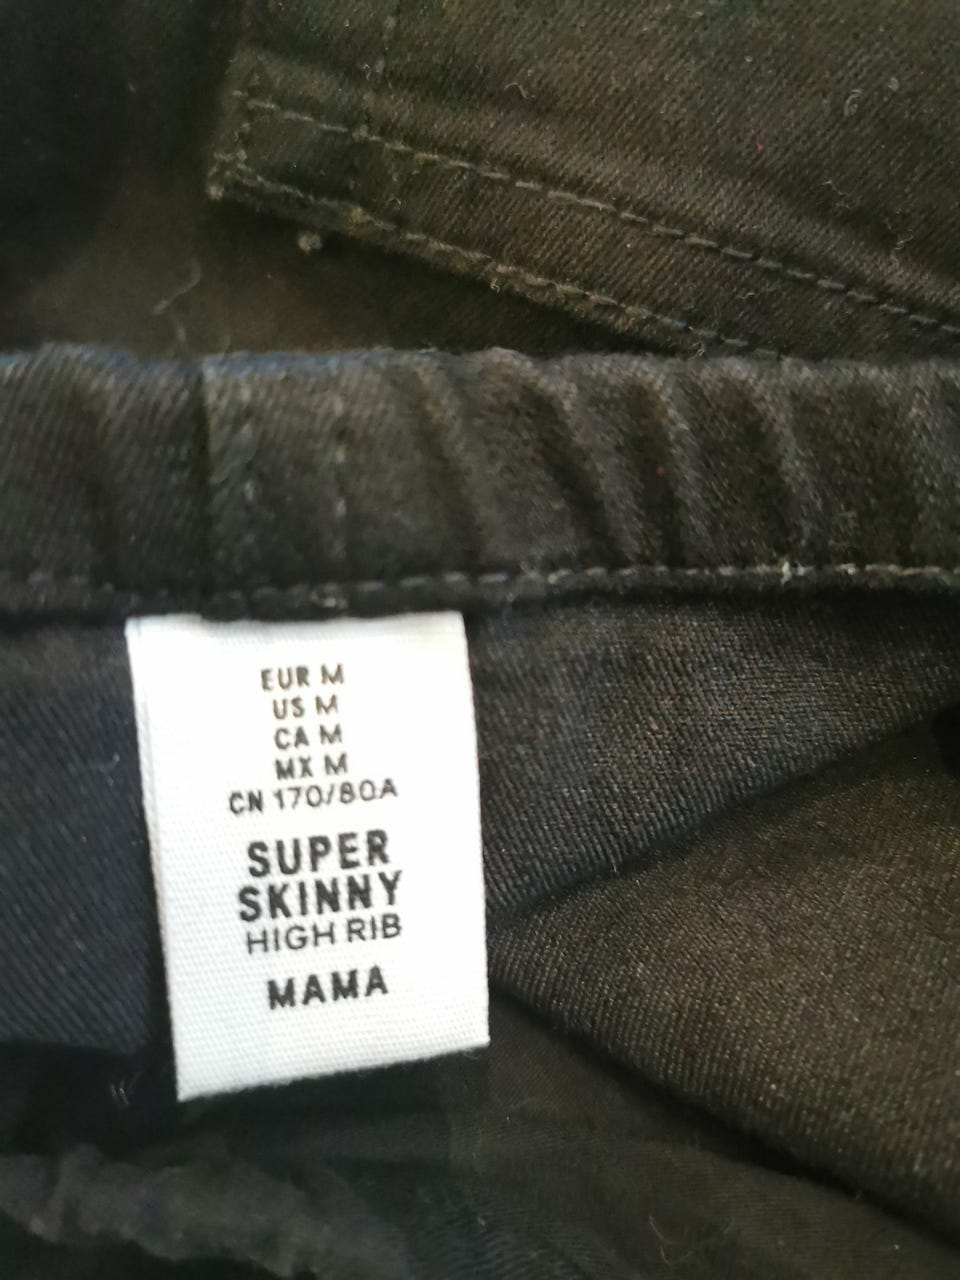 EUR M
US M
CA M
MX M
CN 170/80A
SUPER
SKINNY
HIGH RIB
MAMA